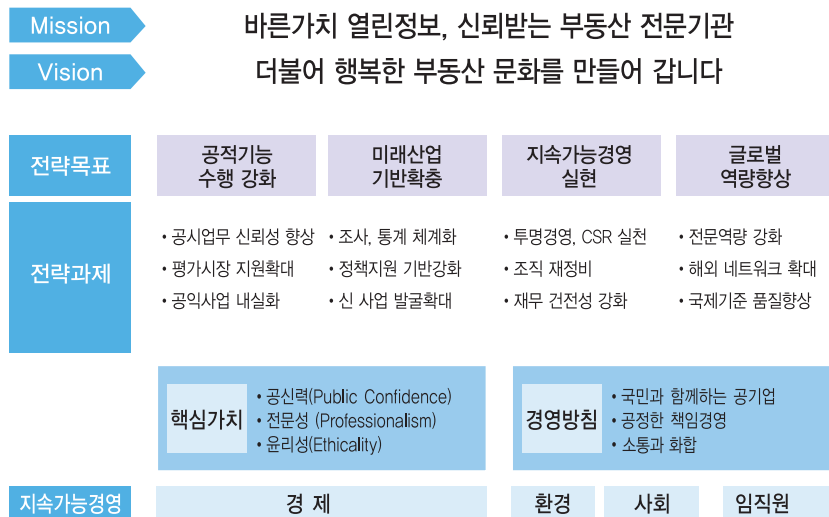 Mission
바른가치 열린정보, 신뢰받는 부동산 전문기관
Vision
더불어 행복한 부동산 문화를 만들어 갑니다
전략목표
공적기능
수행 강화
미래산업
기반확충
지속가능경영
실현
글로벌
역량향상
전략과제
• 공시업무 신뢰성 향상
• 평가시장 지원확대
• 공익사업 내실화
• 조사, 통계 체계화
• 정책지원 기반강화
• 신 사업 발굴확대
• 투명경영, CSR 실천
• 조직 재정비
• 재무 건전성 강화
• 전문역량 강화
• 해외 네트워크 확대
• 국제기준 품질향상
핵심가치
• 공신력(Public Confidence)
• 전문성 (Professionalism)
• 윤리성(Ethicality)
경영방침
• 국민과 함께하는 공기업
• 공정한 책임경영
• 소통과 화합
지속가능경영
경 제
환경
사회
임직원